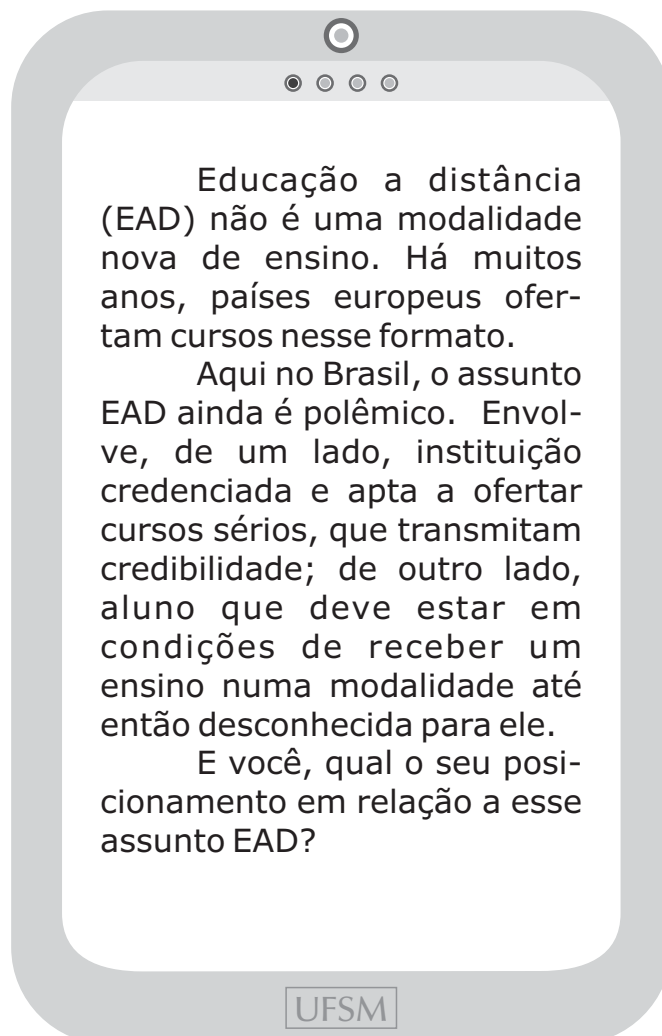 Educação a distância
(EAD) não é uma modalidade
nova de ensino. Há muitos
anos, países europeus ofer-
tam cursos nesse formato.
Aqui no Brasil, o assunto
EAD ainda é polêmico. Envol-
ve, de um lado, instituição
credenciada e apta a ofertar
cursos sérios, que transmitam
credibilidade; de outro lado,
aluno que deve estar em
condições de receber um
ensino numa modalidade até
então desconhecida para ele.
E você, qual o seu posi-
cionamento em relação a esse
assunto EAD?
UFSM